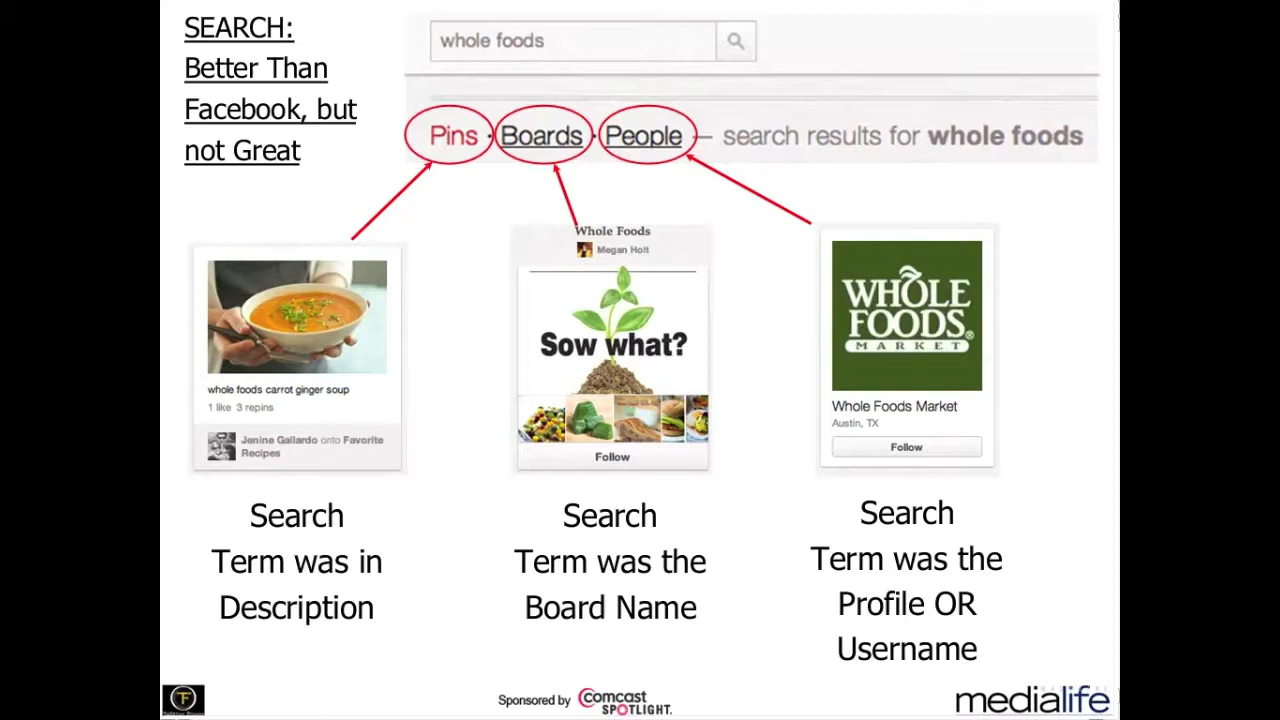 SEARCH:
Better Than
Facebook, but
not Great
whole foods
Pins · Boards · People — search results for whole foods
whole foods carrot ginger soup
1 like 3 repins
Jenine Gallardo onto Favorite
Recipes
Whole Foods
Megan Holt
Sow what?
Follow
WHOLE
FOODS®
MARKET
Whole Foods Market
Austin, TX
Follow
Search
Term was in
Description
Search
Term was the
Board Name
Search
Term was the
Profile OR
Username
TF
Sponsored by Comcast
SPOTLIGHT.
medialife